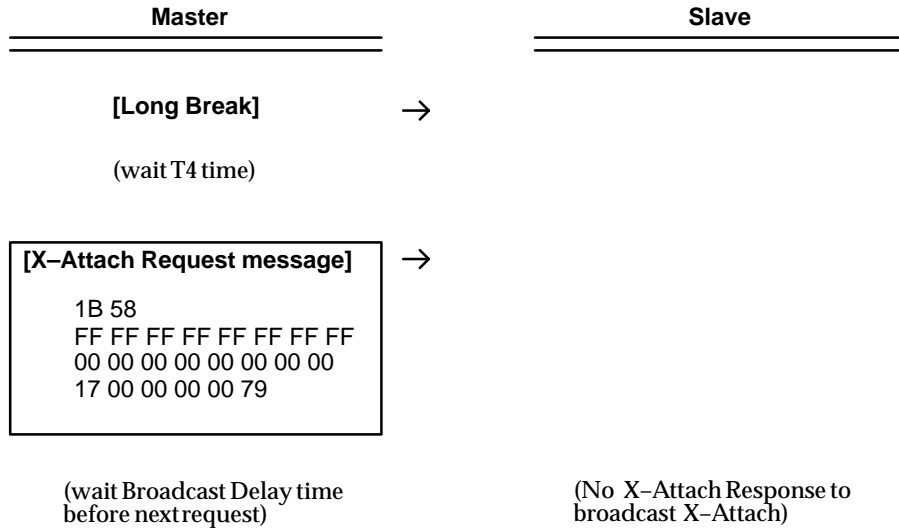 Master
Slave
[Long Break] →
(wait T4 time)
[X–Attach Request message] →
1B 58
FF FF FF FF FF FF FF FF
00 00 00 00 00 00 00 00
17 00 00 00 00 79
(wait Broadcast Delay time
before next request)
(No X–Attach Response to
broadcast X–Attach)